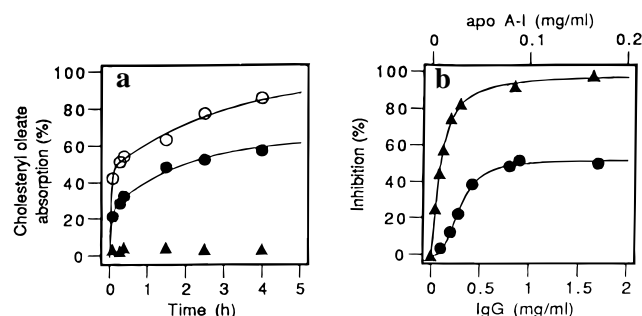 apo A-I (mg/ml)
0 0.1 0.2
a
b
Cholesteryl oleate
absorption (%)
100
80
60
40
20
0
0 1 2 3 4 5
Time (h)
Inhibition (%)
100
80
60
40
20
0
0 0.5 1 1.5 2
IgG (mg/ml)